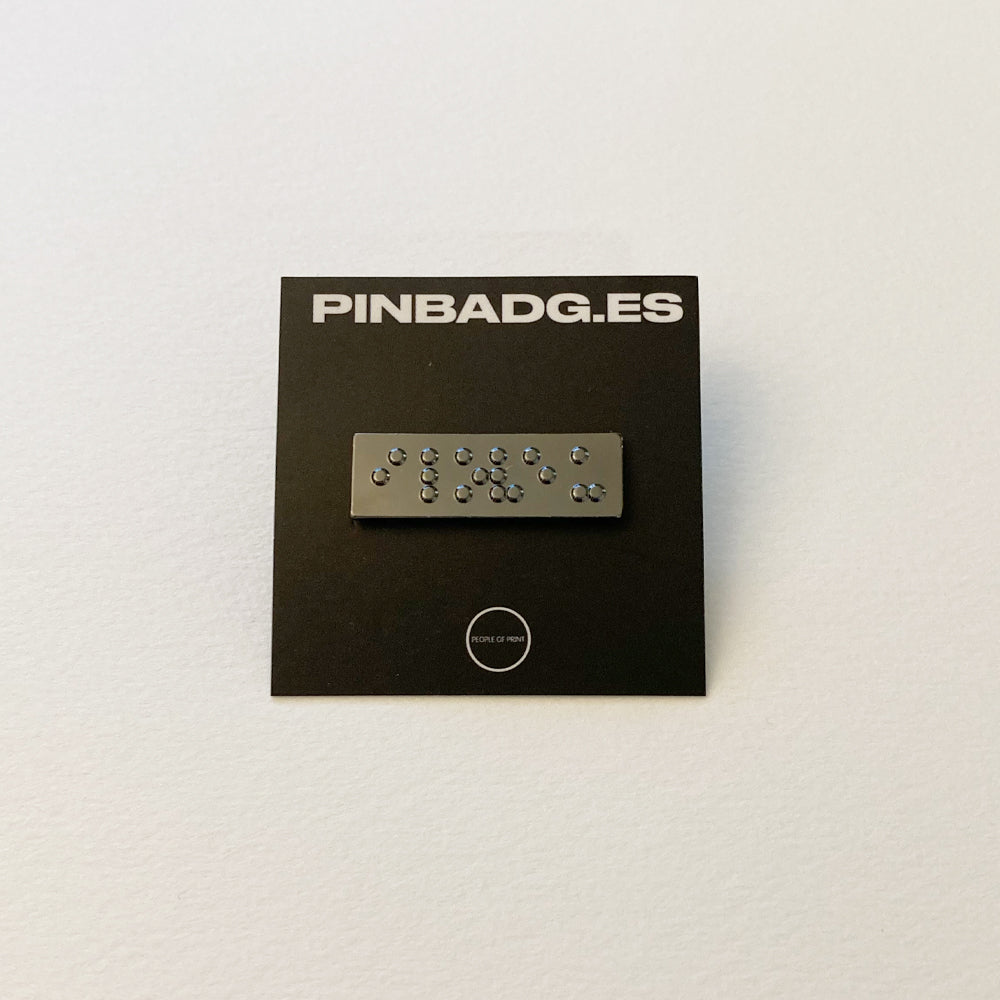 PINBADG.ES
⠊⠇⠕⠧⠑⠥
PEOPLE OF PRINT